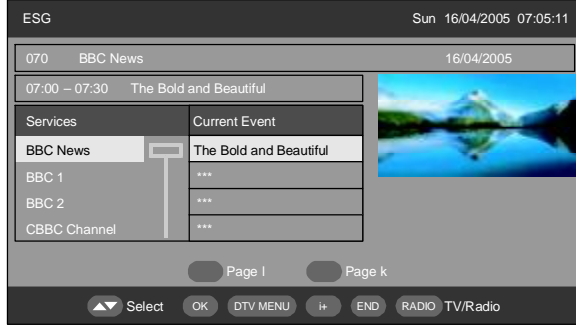 ESG Sun 16/04/2005 07:05:11
070 BBC News 16/04/2005
07:00 – 07:30 The Bold and Beautiful
Services Current Event
BBC News The Bold and Beautiful
BBC 1 ***
BBC 2 ***
CBBC Channel ***
Page l Page k
Select OK DTV MENU i+ END RADIO TV/Radio